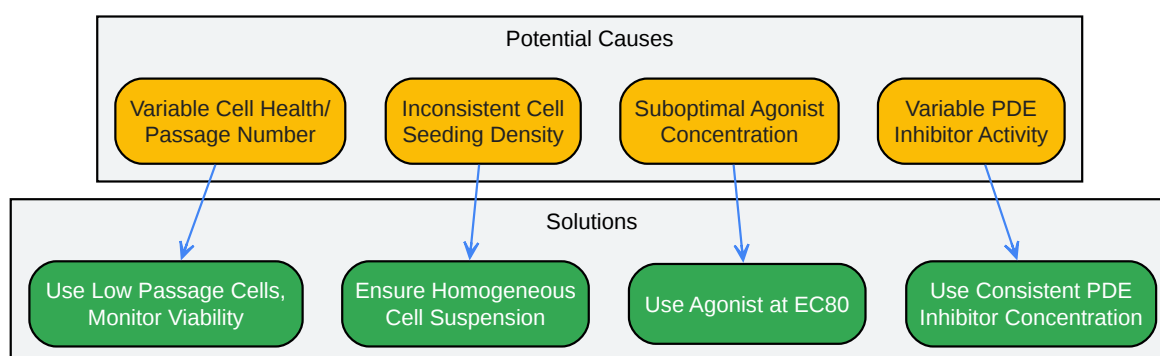 Potential Causes
Variable Cell Health/
Passage Number
Inconsistent Cell
Seeding Density
Suboptimal Agonist
Concentration
Variable PDE
Inhibitor Activity
Solutions
Use Low Passage Cells,
Monitor Viability
Ensure Homogeneous
Cell Suspension
Use Agonist at EC80
Use Consistent PDE
Inhibitor Concentration